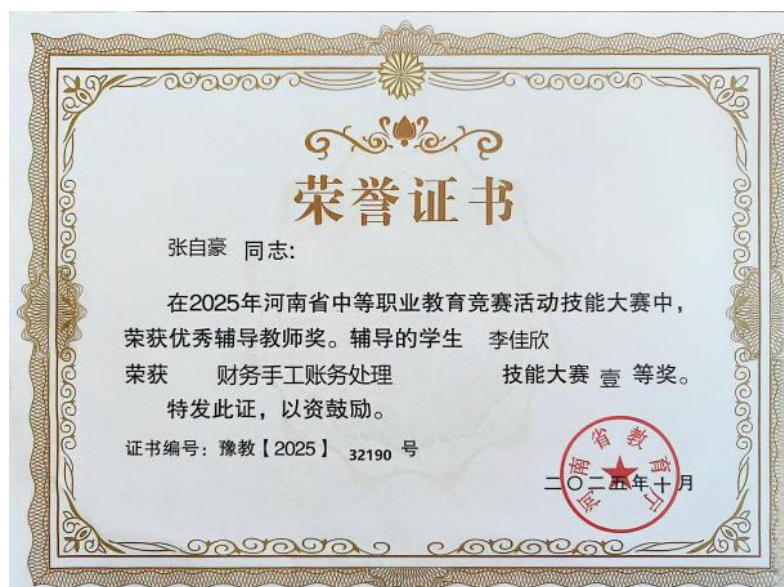 荣誉证书
张自豪 同志:
在2025年河南省中等职业教育竞赛活动技能大赛中，
荣获优秀辅导教师奖。辅导的学生 李佳欣
荣获 财务手工账务处理 技能大赛 壹 等奖。
特发此证，以资鼓励。
证书编号：豫教【2025】 32190 号
河南省教育厅
二〇二五年十月